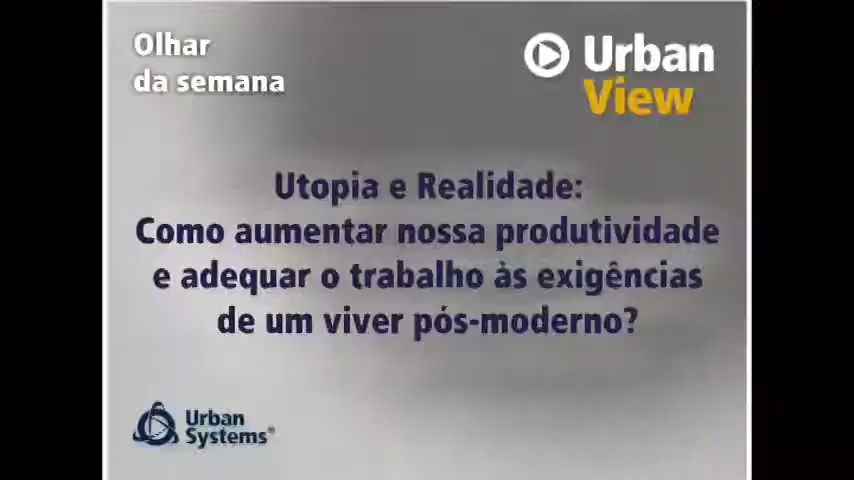 Olhar
da semana
Urban
View
Utopia e Realidade:
Como aumentar nossa produtividade
e adequar o trabalho às exigências
de um viver pós-moderno?
Urban
Systems®